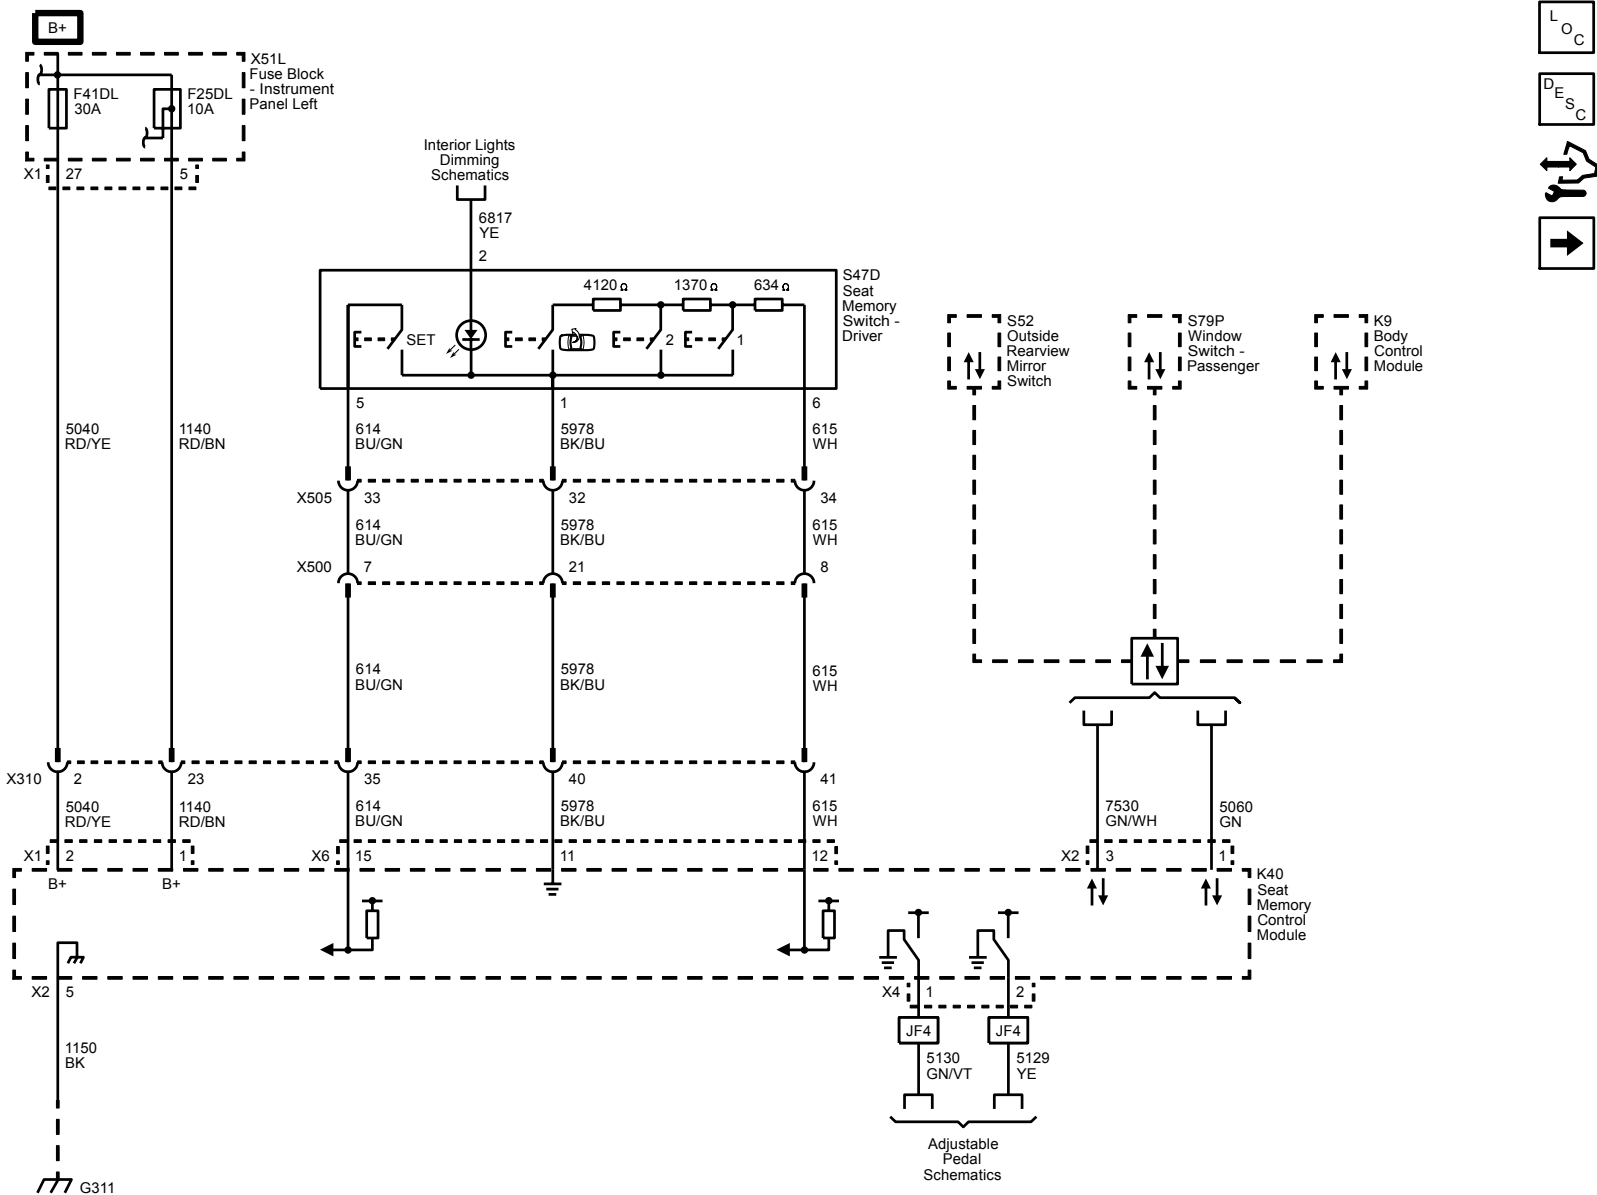 B+
X51L
Fuse Block
- Instrument
Panel Left
F41DL
30A
F25DL
10A
X1 27 5
L O C
D E S C
Interior Lights
Dimming
Schematics
6817
YE
2
S47D
Seat
Memory
Switch -
Driver
4120 Ω 1370 Ω 634 Ω
SET 2 1
5 1 6
S52
Outside
Rearview
Mirror
Switch
S79P
Window
Switch -
Passenger
K9
Body
Control
Module
5040
RD/YE
1140
RD/BN
614
BU/GN
5978
BK/BU
615
WH
X505 33 32 34
614
BU/GN
5978
BK/BU
615
WH
X500 7 21 8
614
BU/GN
5978
BK/BU
615
WH
X310 2 23 35 40 41
5040
RD/YE
1140
RD/BN
614
BU/GN
5978
BK/BU
615
WH
7530
GN/WH
5060
GN
X1 2 1 X6 15 11 12 X2 3 1
B+ B+
K40
Seat
Memory
Control
Module
X2 5 X4 1 2
JF4 JF4
1150
BK
5130
GN/VT
5129
YE
Adjustable
Pedal
Schematics
G311